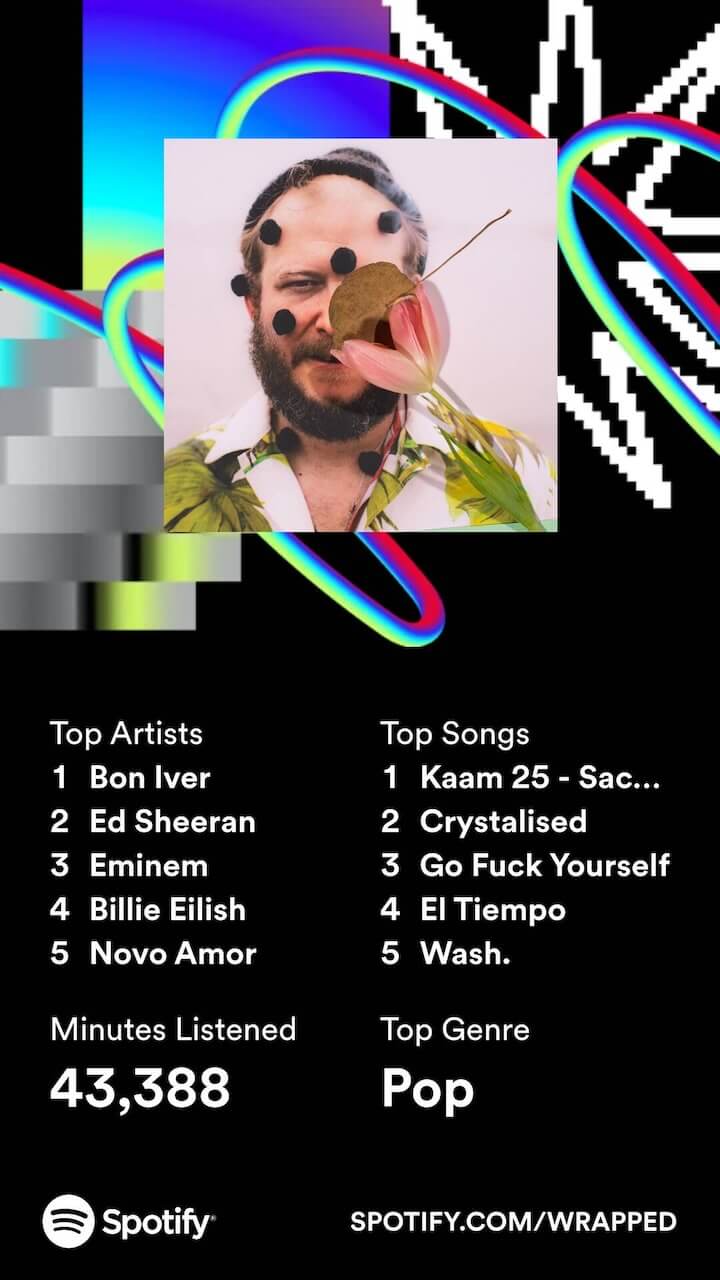 Top Artists
1 Bon Iver
2 Ed Sheeran
3 Eminem
4 Billie Eilish
5 Novo Amor
Top Songs
1 Kaam 25 - Sac...
2 Crystalised
3 Go Fuck Yourself
4 El Tiempo
5 Wash.
Minutes Listened
43,388
Top Genre
Pop
Spotify®
SPOTIFY.COM/WRAPPED